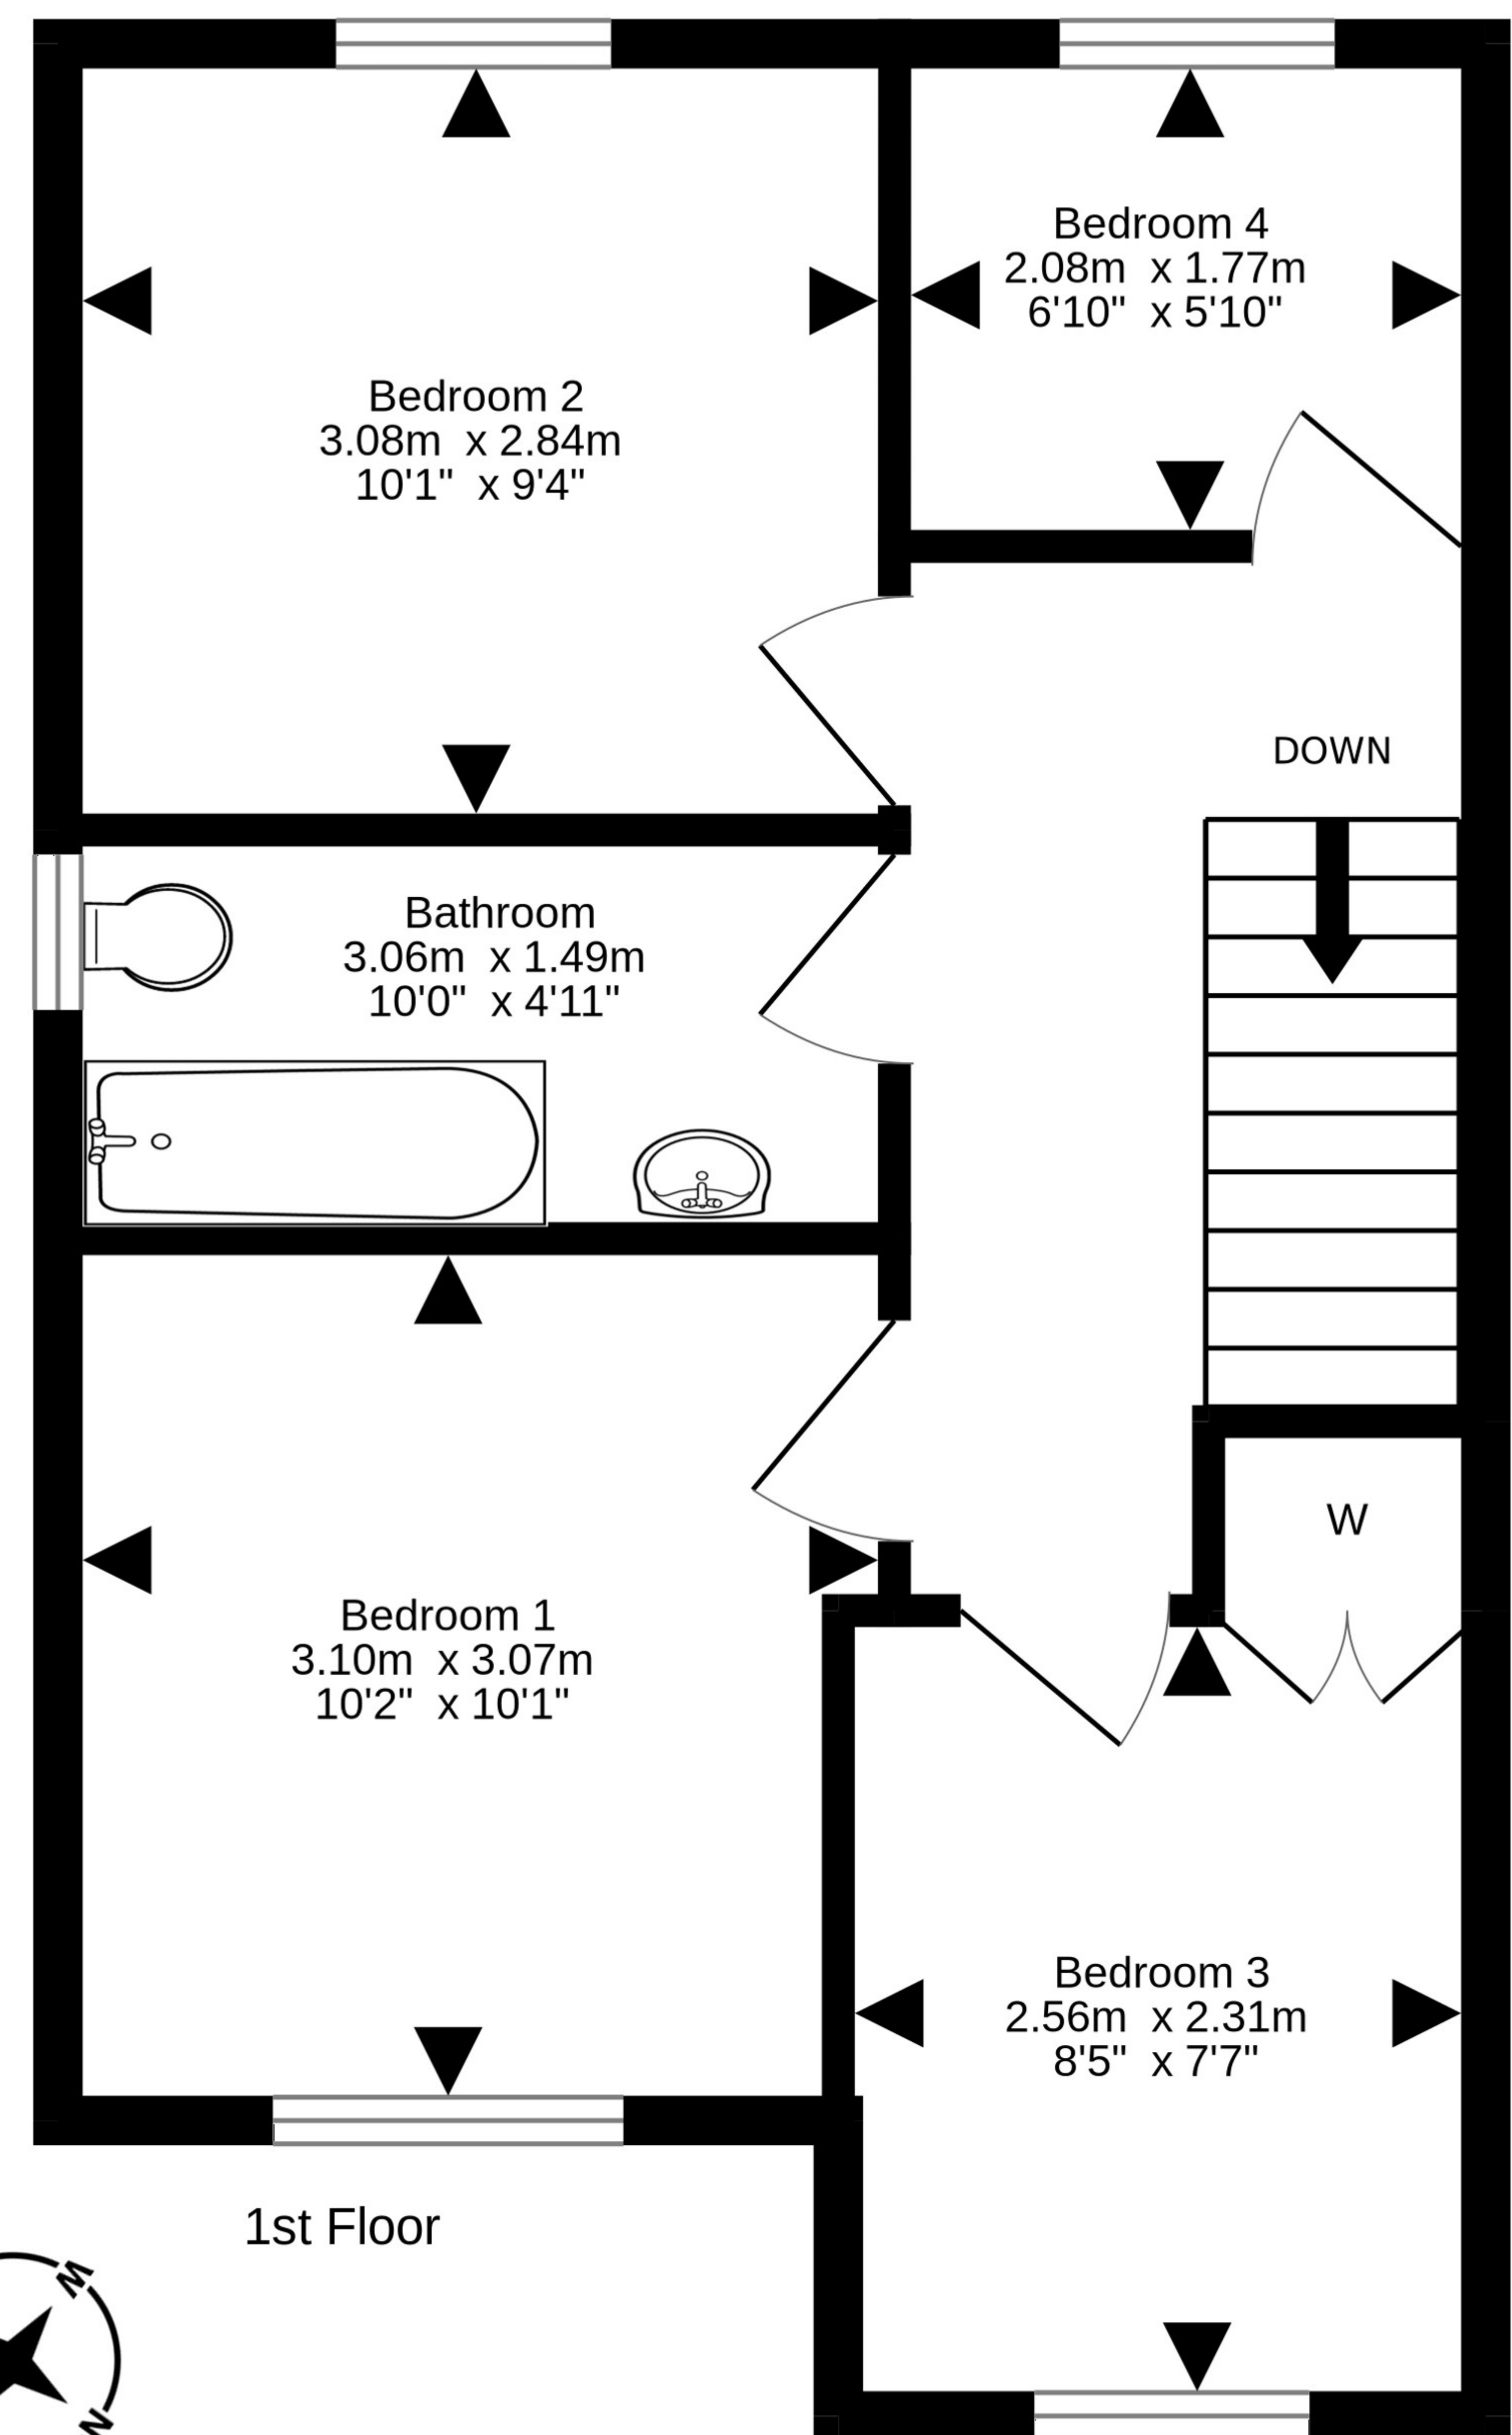 Bedroom 4
2.08m x 1.77m
6'10" x 5'10"
Bedroom 2
3.08m x 2.84m
10'1" x 9'4"
DOWN
Bathroom
3.06m x 1.49m
10'0" x 4'11"
W
Bedroom 1
3.10m x 3.07m
10'2" x 10'1"
Bedroom 3
2.56m x 2.31m
8'5" x 7'7"
1st Floor
W
N